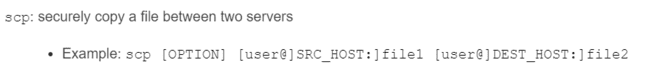 scp: securely copy a file between two servers
• Example: scp [OPTION] [user@]SRC_HOST:]file1 [user@]DEST_HOST:]file2